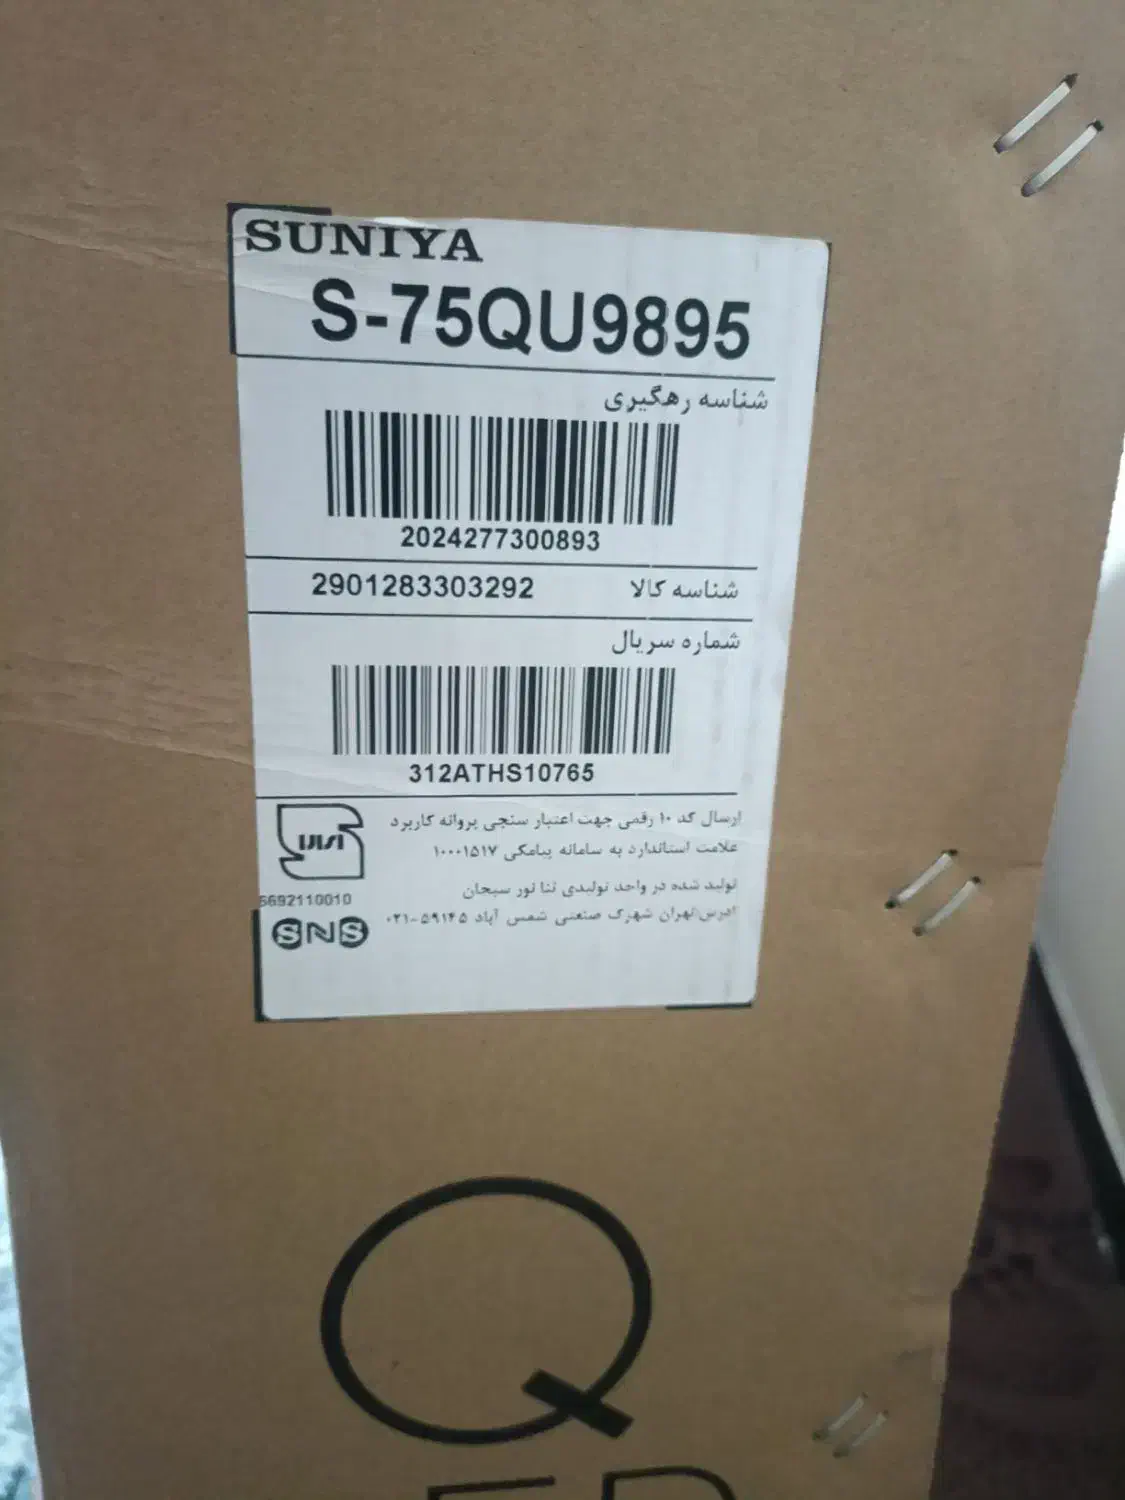 SUNIYA
S-75QU9895
شناسه رهگیری
2024277300893
شناسه کالا 2901283303292
شماره سریال
312ATHS10765
ارسال کد ۱۰ رقمی جهت اعتبار سنجی پروانه کاربرد
علامت استاندارد به سامانه پیامکی ۱۰۰۰۱۵۱۷
6692110010
تولید شده در واحد تولیدی ثنا نور سبحان
آدرس:تهران شهرک صنعتی شمس آباد ۵۹۱۴۵-۰۲۱
SNS
Q